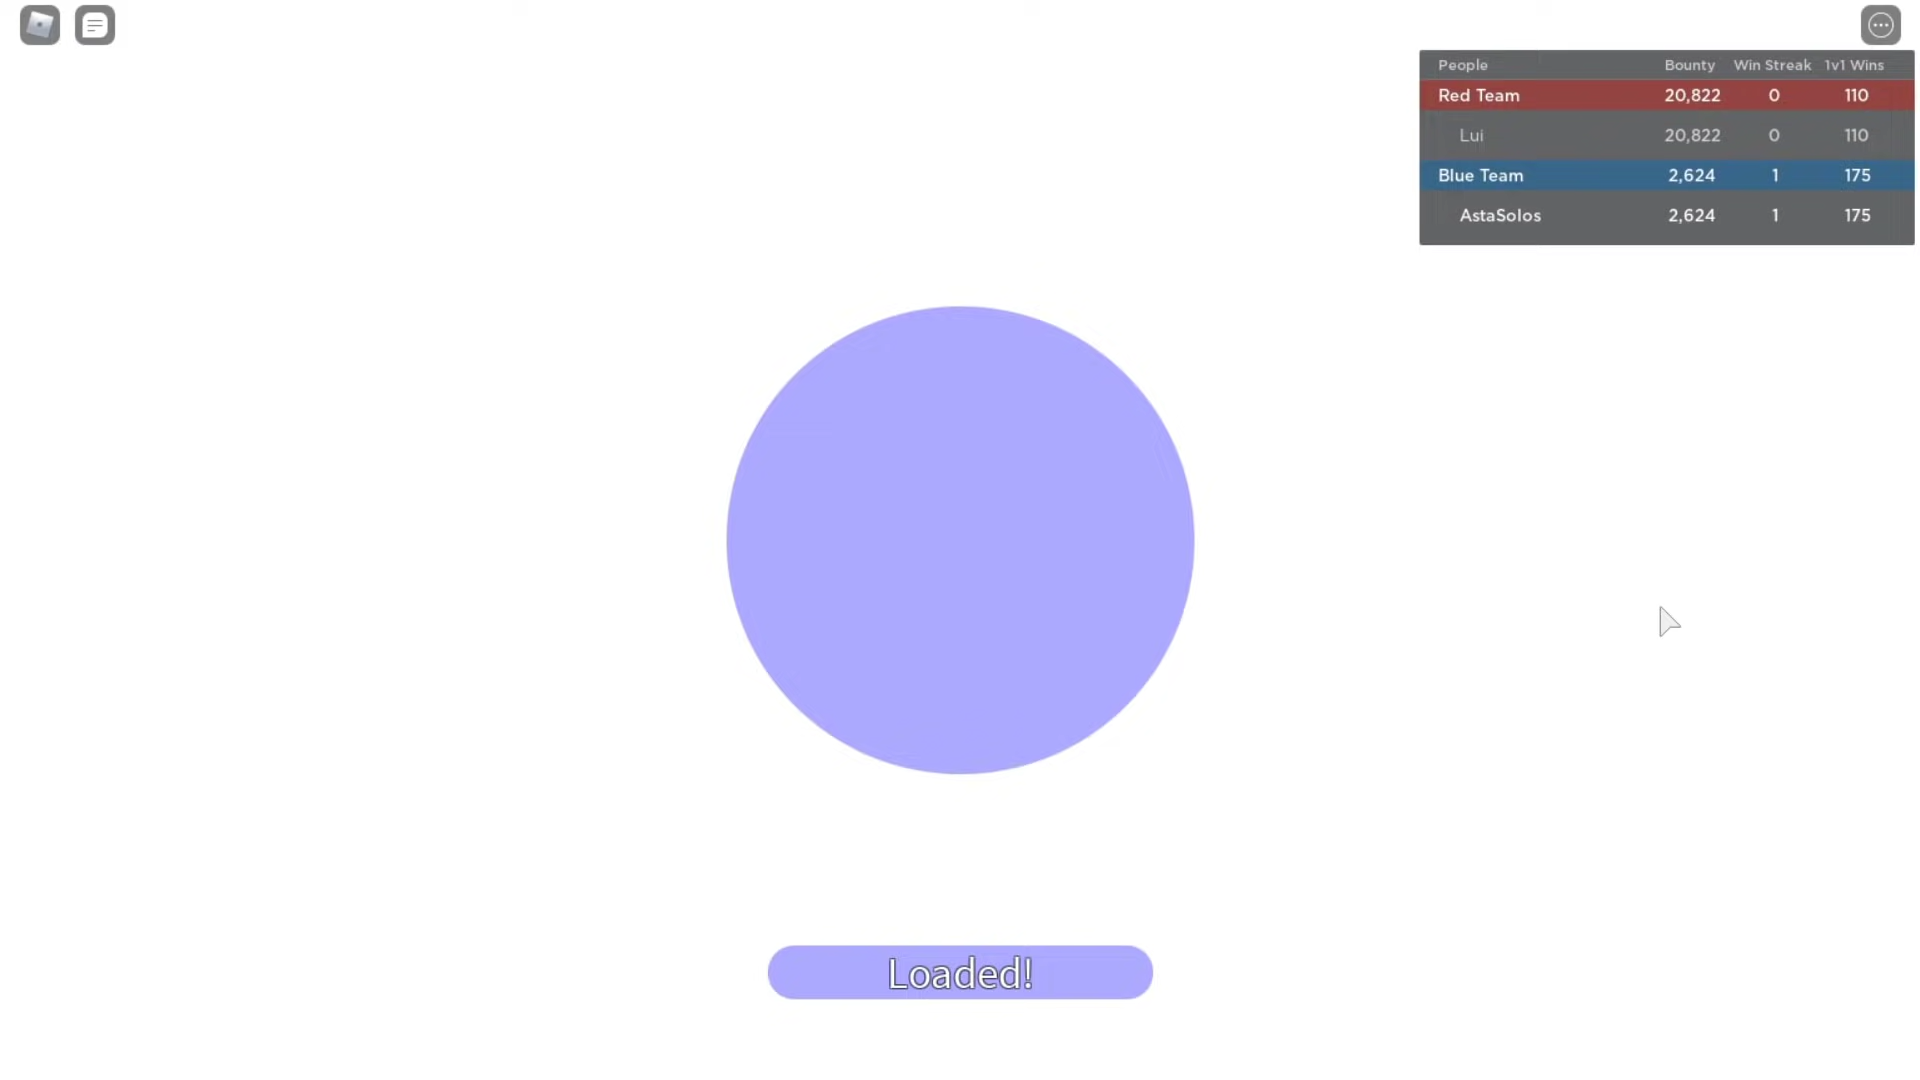 People Bounty Win Streak 1v1 Wins
Red Team 20,822 0 110
Lui 20,822 0 110
Blue Team 2,624 1 175
AstaSolos 2,624 1 175
Loaded!